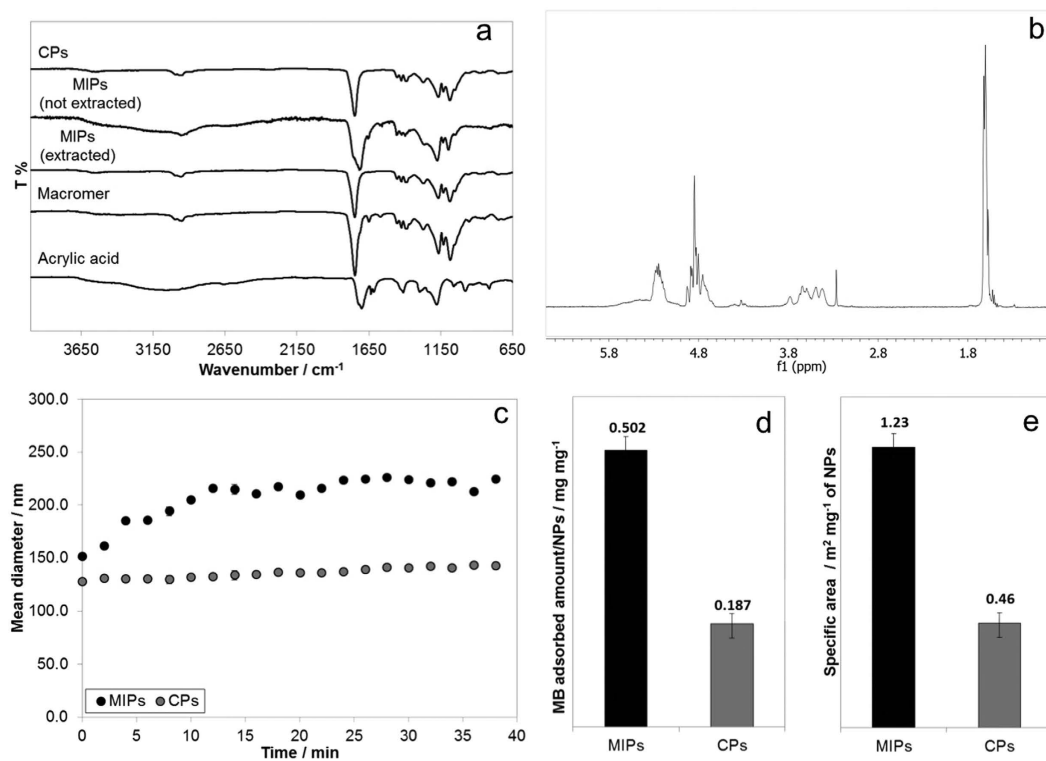 a
CPs
MIPs
(not extracted)
MIPs
(extracted)
Macromer
Acrylic acid
T %
3650 3150 2650 2150 1650 1150 650
Wavenumber / cm⁻¹
b
5.8 4.8 3.8 2.8 1.8
f1 (ppm)
c
300.0
250.0
200.0
150.0
100.0
50.0
0.0
Mean diameter / nm
MIPs CPs
0 5 10 15 20 25 30 35 40
Time / min
d
MB adsorbed amount/NPs / mg mg⁻¹
0.502
0.187
MIPs CPs
e
Specific area / m² mg⁻¹ of NPs
1.23
0.46
MIPs CPs